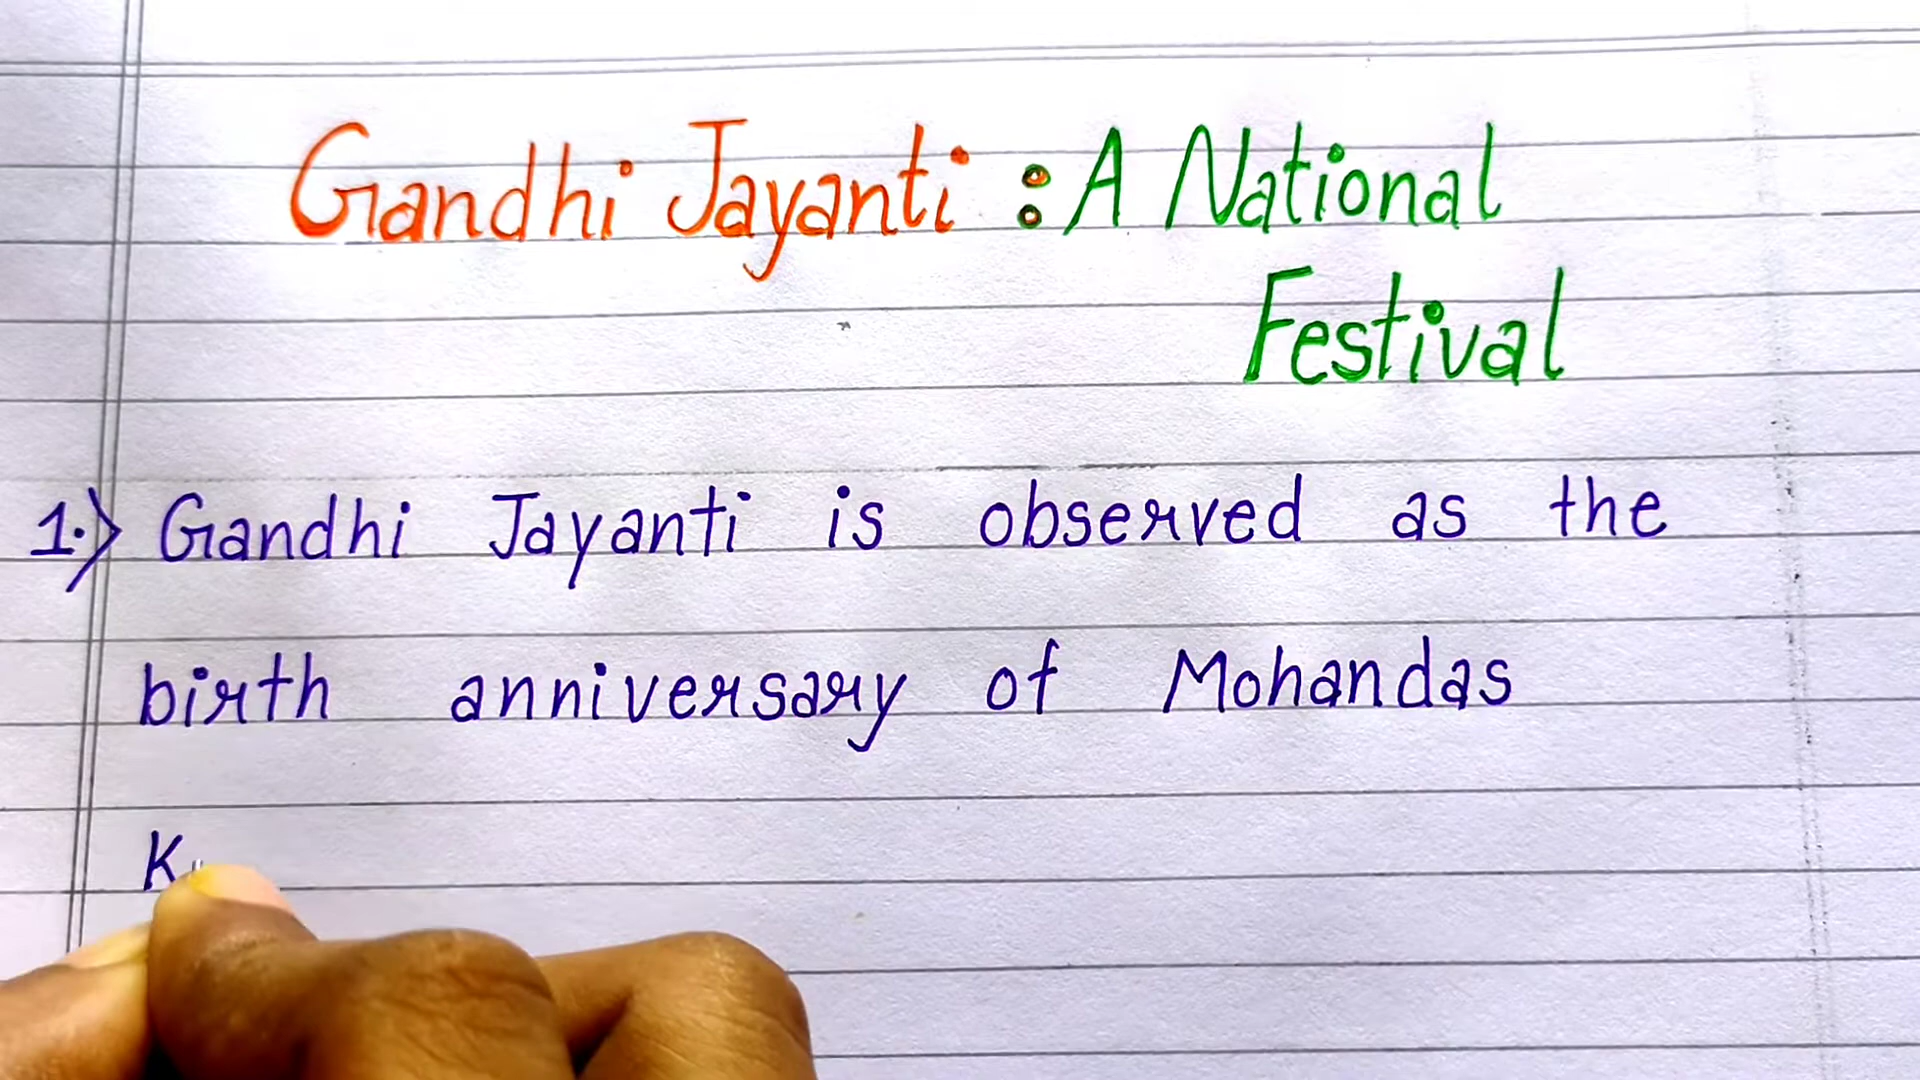 Gandhi Jayanti : A National
Festival
1.) Gandhi Jayanti is observed as the
birth anniversary of Mohandas
K